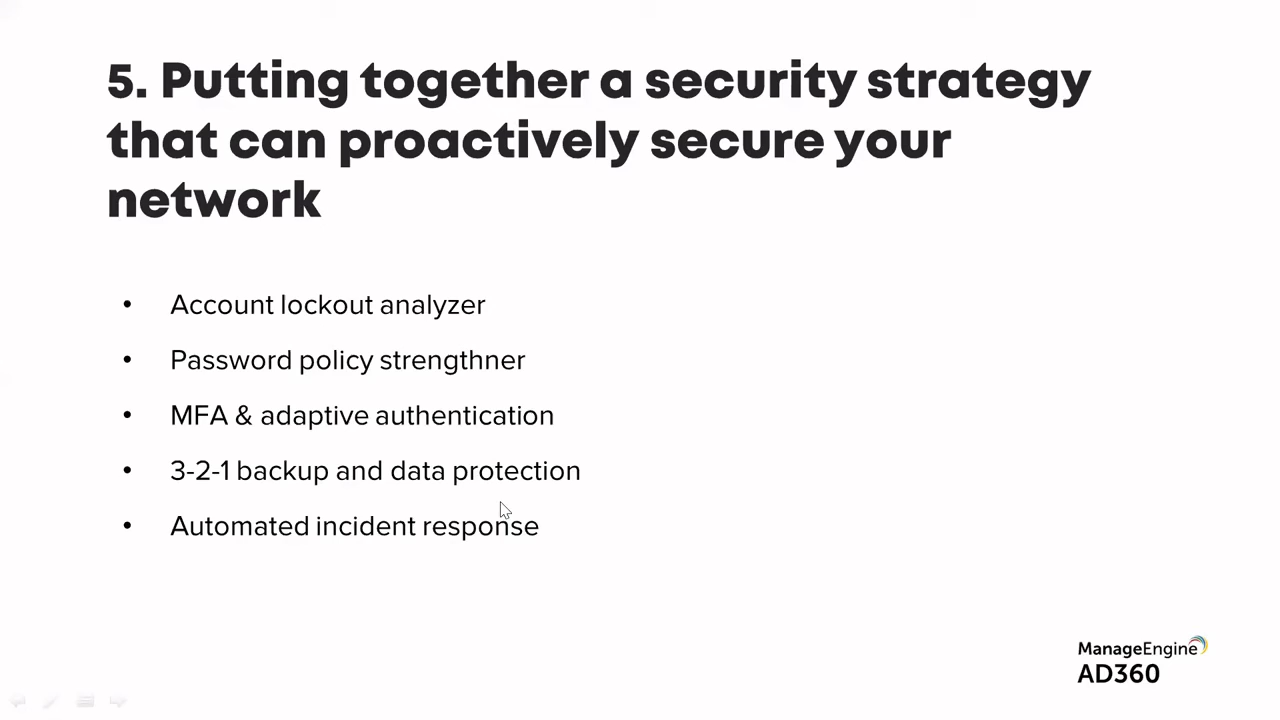 5. Putting together a security strategy
that can proactively secure your
network
• Account lockout analyzer
• Password policy strengthner
• MFA & adaptive authentication
• 3-2-1 backup and data protection
• Automated incident response
ManageEngine
AD360